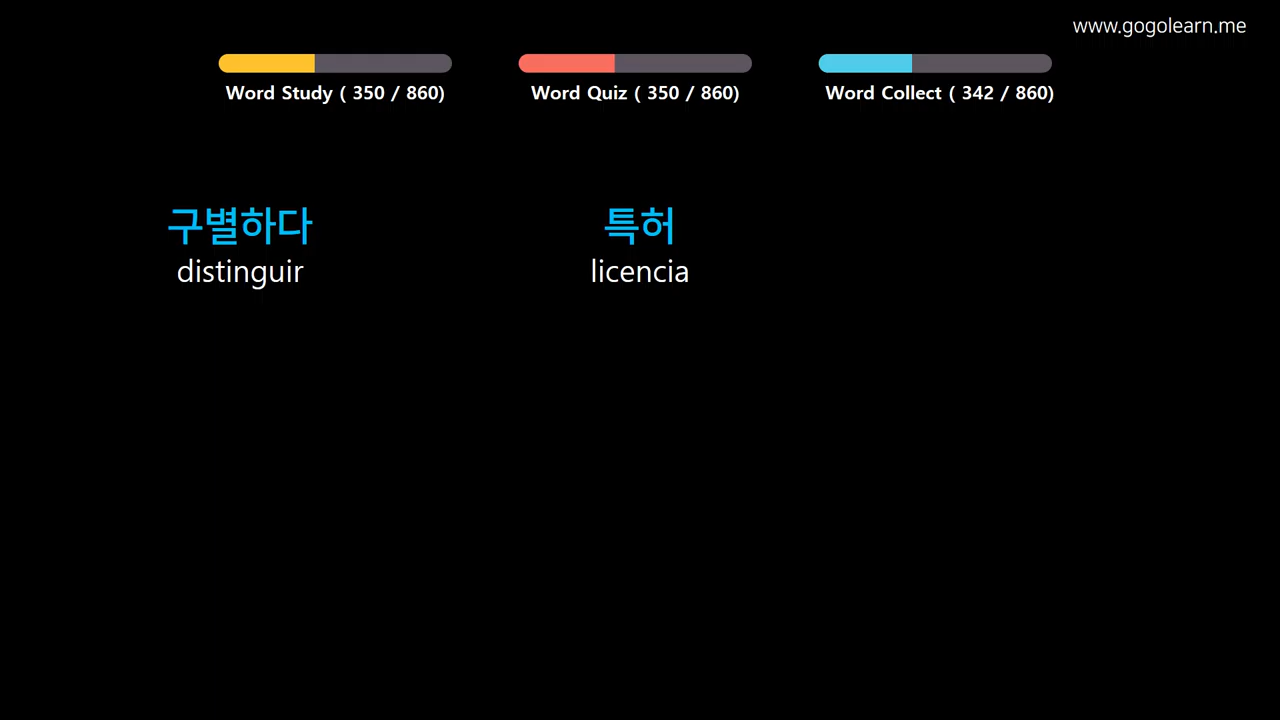 www.gogolearn.me
Word Study ( 350 / 860)
Word Quiz ( 350 / 860)
Word Collect ( 342 / 860)
구별하다
distinguir
특허
licencia